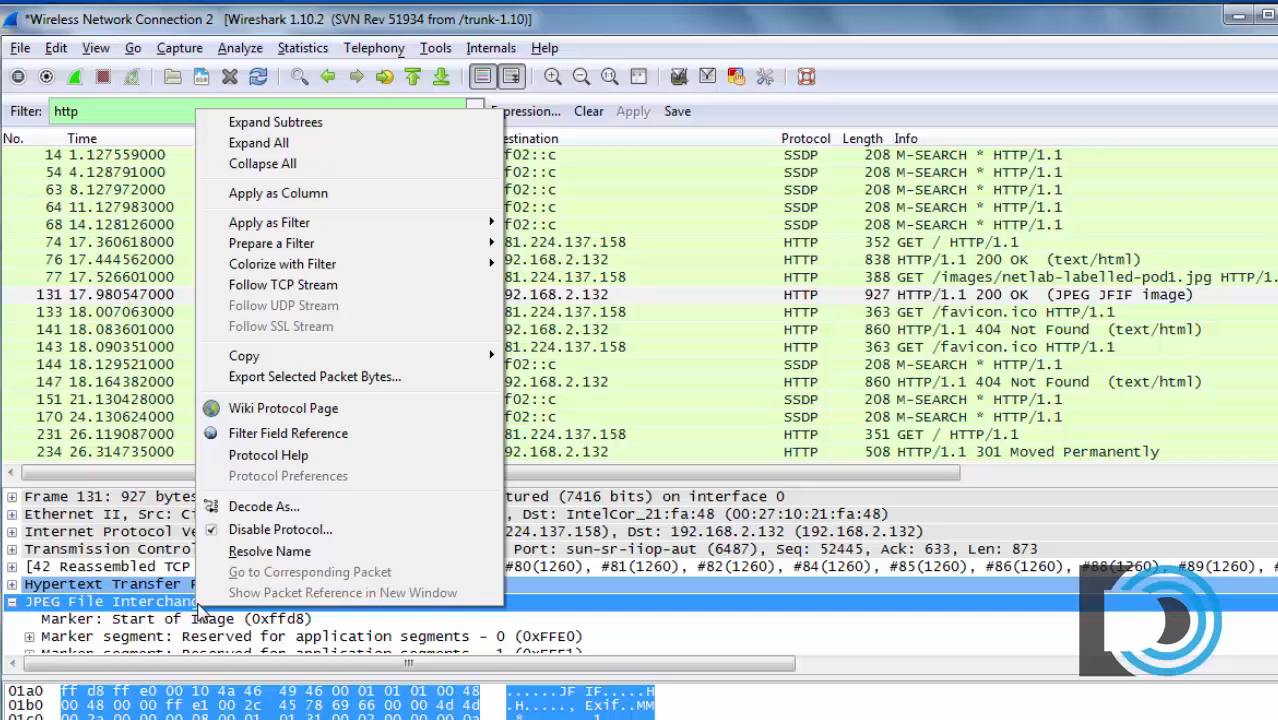 *Wireless Network Connection 2 [Wireshark 1.10.2 (SVN Rev 51934 from /trunk-1.10)]
File Edit View Go Capture Analyze Statistics Telephony Tools Internals Help
Filter: http Expression... Clear Apply Save
No. Time Destination Protocol Length Info
14 1.127559000 f02::c SSDP 208 M-SEARCH * HTTP/1.1
54 4.128791000 f02::c SSDP 208 M-SEARCH * HTTP/1.1
63 8.127972000 f02::c SSDP 208 M-SEARCH * HTTP/1.1
64 11.127983000 f02::c SSDP 208 M-SEARCH * HTTP/1.1
68 14.128126000 f02::c SSDP 208 M-SEARCH * HTTP/1.1
74 17.360618000 81.224.137.158 HTTP 352 GET / HTTP/1.1
76 17.444562000 92.168.2.132 HTTP 838 HTTP/1.1 200 OK (text/html)
77 17.526601000 81.224.137.158 HTTP 388 GET /images/netlab-labelled-pod1.jpg HTTP/1.
131 17.980547000 92.168.2.132 HTTP 927 HTTP/1.1 200 OK (JPEG JFIF image)
133 18.007063000 81.224.137.158 HTTP 363 GET /favicon.ico HTTP/1.1
141 18.083601000 92.168.2.132 HTTP 860 HTTP/1.1 404 Not Found (text/html)
143 18.090351000 81.224.137.158 HTTP 363 GET /favicon.ico HTTP/1.1
144 18.129521000 f02::c SSDP 208 M-SEARCH * HTTP/1.1
147 18.164382000 92.168.2.132 HTTP 860 HTTP/1.1 404 Not Found (text/html)
151 21.130428000 f02::c SSDP 208 M-SEARCH * HTTP/1.1
170 24.130624000 f02::c SSDP 208 M-SEARCH * HTTP/1.1
231 26.119087000 81.224.137.158 HTTP 351 GET / HTTP/1.1
234 26.314735000 92.168.2.132 HTTP 508 HTTP/1.1 301 Moved Permanently
Expand Subtrees
Expand All
Collapse All
Apply as Column
Apply as Filter
Prepare a Filter
Colorize with Filter
Follow TCP Stream
Follow UDP Stream
Follow SSL Stream
Copy
Export Selected Packet Bytes...
Wiki Protocol Page
Filter Field Reference
Protocol Help
Protocol Preferences
Decode As...
Disable Protocol...
Resolve Name
Go to Corresponding Packet
Show Packet Reference in New Window
Frame 131: 927 bytes tured (7416 bits) on interface 0
Ethernet II, Src: Ci , Dst: IntelCor_21:fa:48 (00:27:10:21:fa:48)
Internet Protocol Ve 224.137.158), Dst: 192.168.2.132 (192.168.2.132)
Transmission Control Port: sun-sr-iiop-aut (6487), Seq: 52445, Ack: 633, Len: 873
[42 Reassembled TCP #80(1260), #81(1260), #82(1260), #84(1260), #85(1260), #86(1260), #88(1260), #89(1260),
Hypertext Transfer P
JPEG File Interchang
Marker: Start of Image (0xffd8)
Marker segment: Reserved for application segments - 0 (0xFFE0)
Marker segment: Reserved for application segments - 1 (0xFFE1)
01a0 ff d8 ff e0 00 10 4a 46 49 46 00 01 01 01 00 48 ......JF IF.....H
01b0 00 48 00 00 ff e1 00 2c 45 78 69 66 00 00 4d 4d .H....., Exif..MM